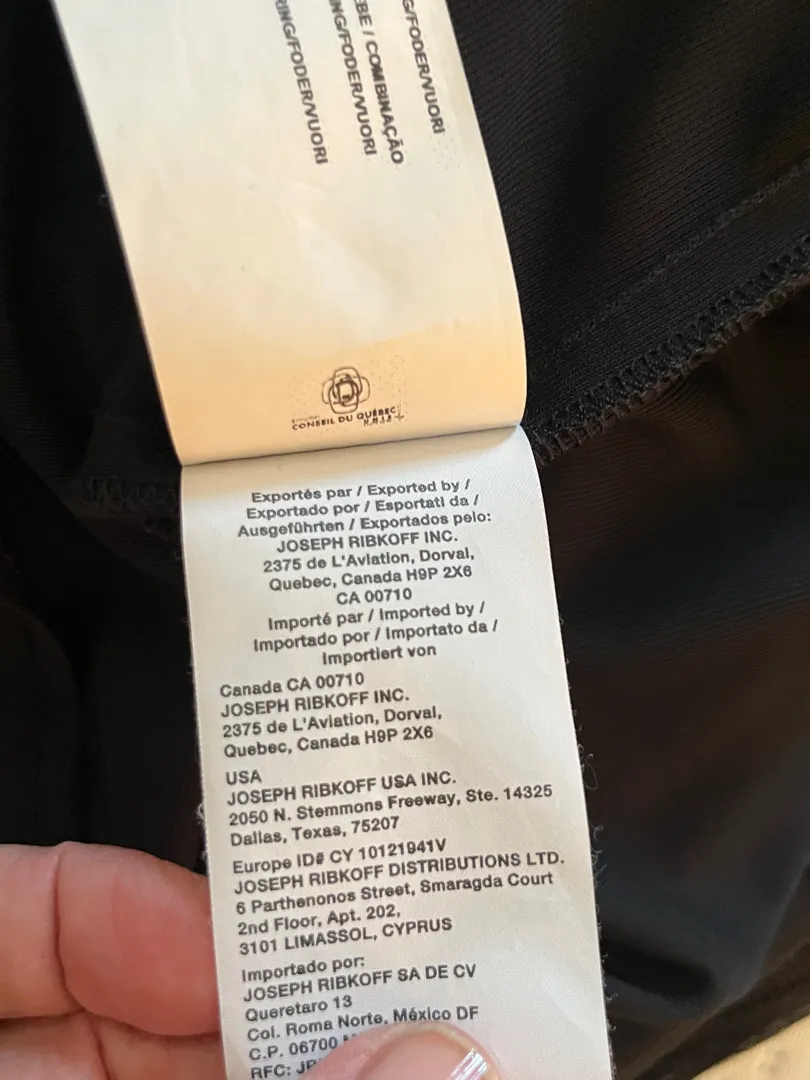 G/FODER/VUORI
BE / COMBINAÇÃO
NG/FODER/VUORI
RING/FODER/VUORI
CONSEIL DU QUÉBEC
Exportés par / Exported by /
Exportado por / Esportati da /
Ausgeführten / Exportados pelo:
JOSEPH RIBKOFF INC.
2375 de L'Aviation, Dorval,
Quebec, Canada H9P 2X6
CA 00710
Importé par / Imported by /
Importado por / Importato da /
Importiert von
Canada CA 00710
JOSEPH RIBKOFF INC.
2375 de L'Aviation, Dorval,
Quebec, Canada H9P 2X6
USA
JOSEPH RIBKOFF USA INC.
2050 N. Stemmons Freeway, Ste. 14325
Dallas, Texas, 75207
Europe ID# CY 10121941V
JOSEPH RIBKOFF DISTRIBUTIONS LTD.
6 Parthenonos Street, Smaragda Court
2nd Floor, Apt. 202,
3101 LIMASSOL, CYPRUS
Importado por:
JOSEPH RIBKOFF SA DE CV
Queretaro 13
Col. Roma Norte, México DF
C.P. 06700
RFC: